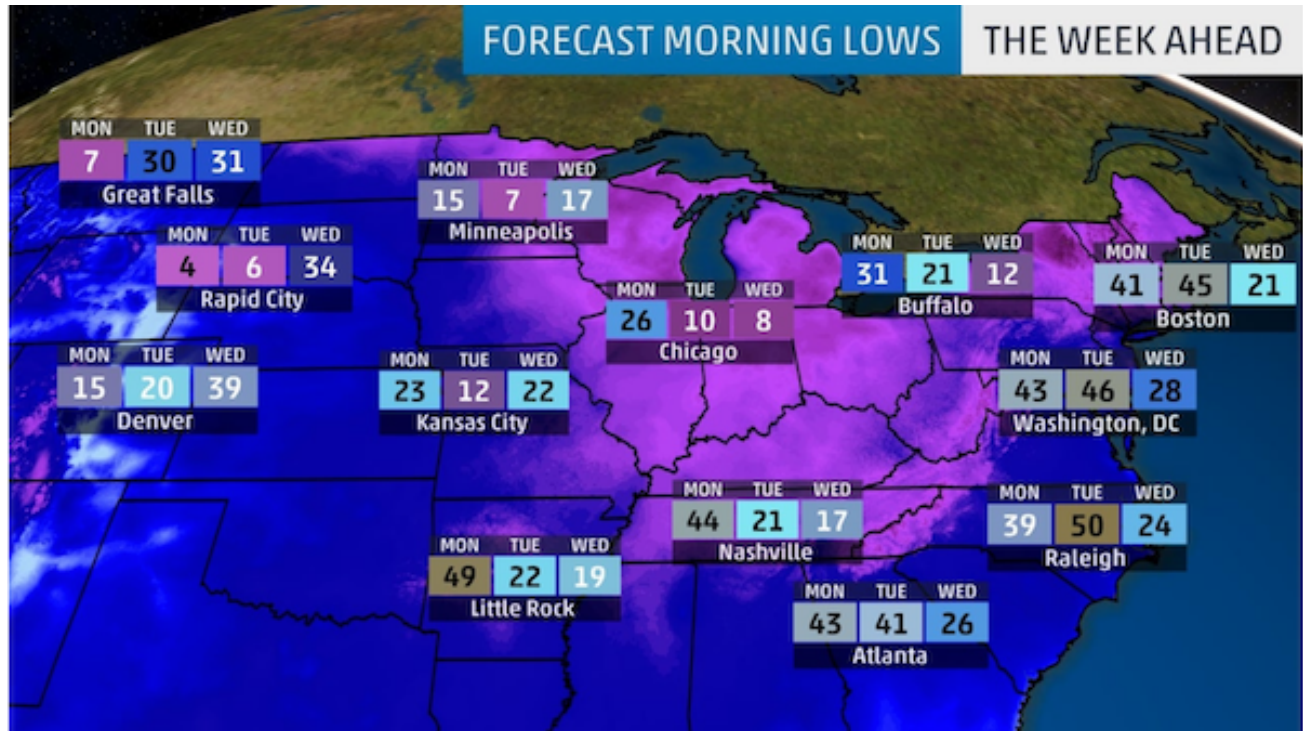 FORECAST MORNING LOWS THE WEEK AHEAD
MON TUE WED
7 30 31
Great Falls
MON TUE WED
15 7 17
Minneapolis
MON TUE WED
4 6 34
Rapid City
MON TUE WED
31 21 12
Buffalo
MON TUE WED
41 45 21
Boston
MON TUE WED
26 10 8
Chicago
MON TUE WED
15 20 39
Denver
MON TUE WED
23 12 22
Kansas City
MON TUE WED
43 46 28
Washington, DC
MON TUE WED
44 21 17
Nashville
MON TUE WED
39 50 24
Raleigh
MON TUE WED
49 22 19
Little Rock
MON TUE WED
43 41 26
Atlanta